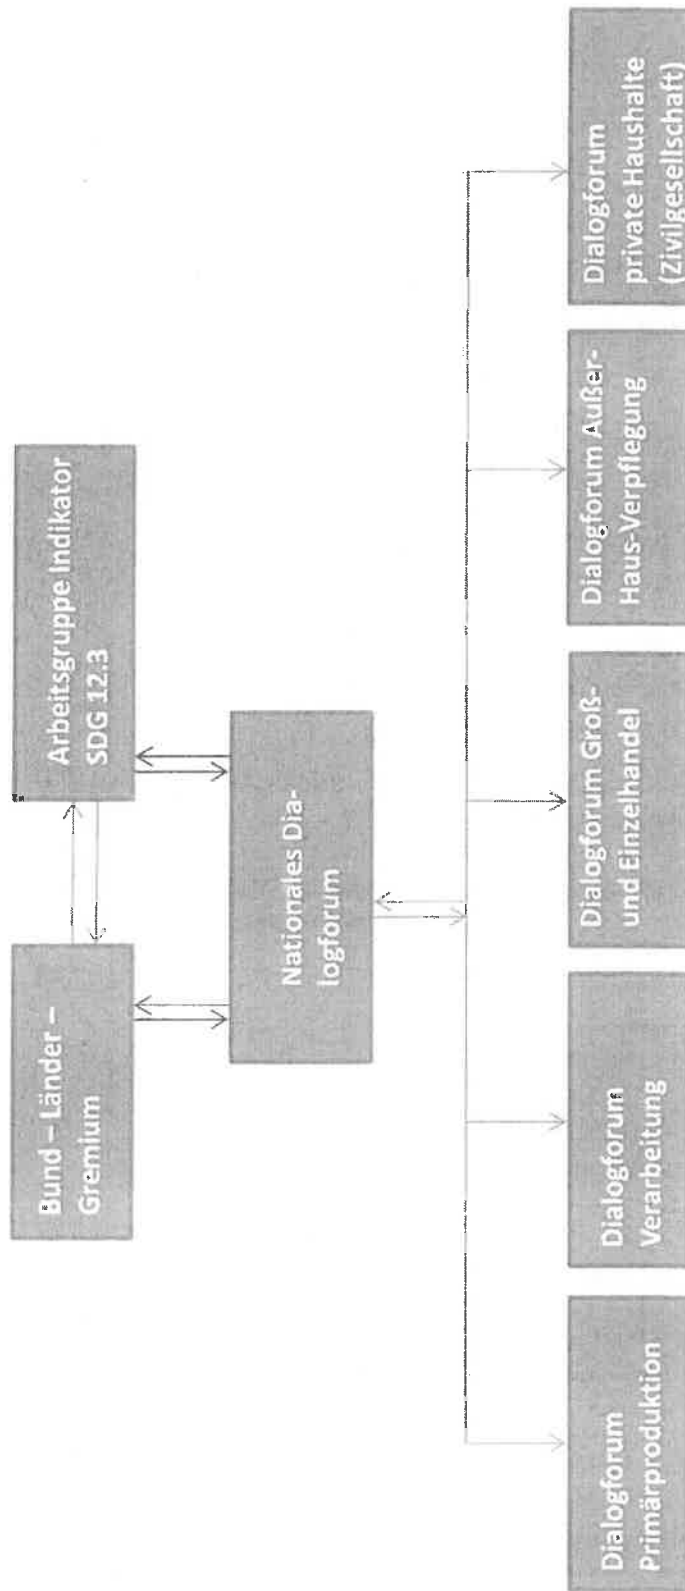 Bund – Länder –
Gremium
Arbeitsgruppe Indikator
SDG 12.3
Nationales Dia-
logforum
Dialogforum
Primärproduktion
Dialogforum
Verarbeitung
Dialogforum Groß-
und Einzelhandel
Dialogforum Außer-
Haus-Verpflegung
Dialogforum
private Haushalte
(Zivilgesellschaft)